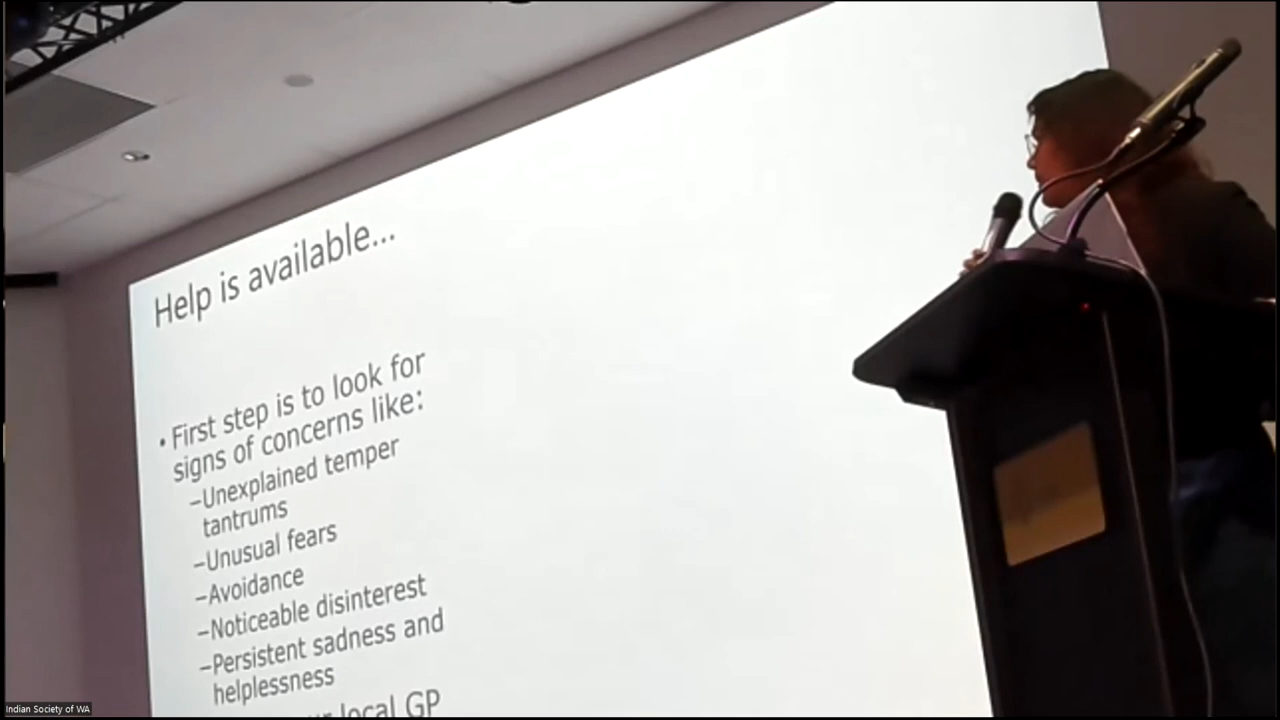 Help is available...
• First step is to look for
signs of concerns like:
–Unexplained temper
tantrums
–Unusual fears
–Avoidance
–Noticeable disinterest
–Persistent sadness and
helplessness
local GP
Indian Society of WA